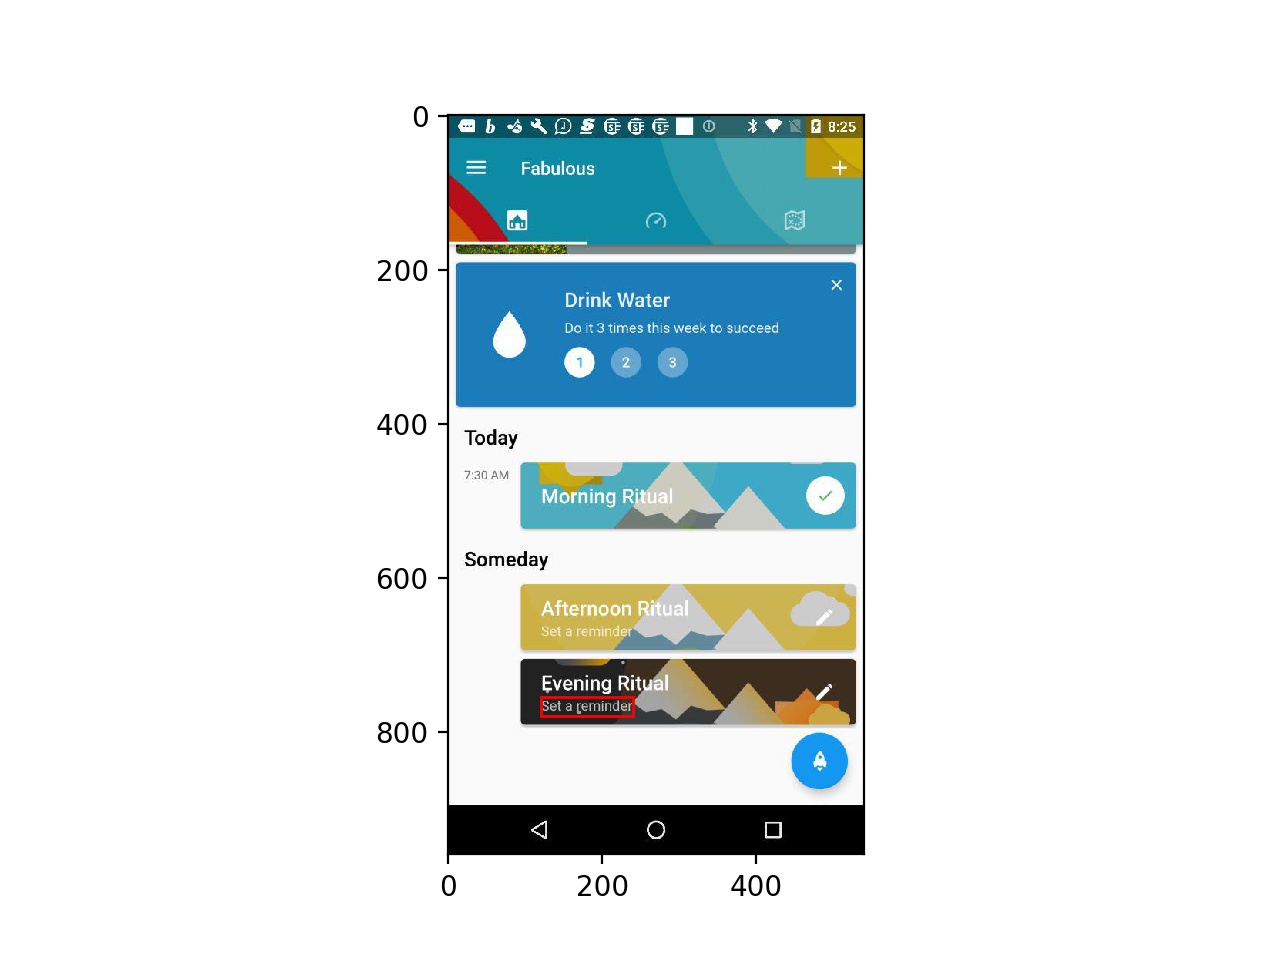 0
8:25
Fabulous
200
Drink Water
Do it 3 times this week to succeed
1 2 3
400
Today
7:30 AM
Morning Ritual
Someday
600
Afternoon Ritual
Set a reminder
Evening Ritual
Set a reminder
800
0 200 400